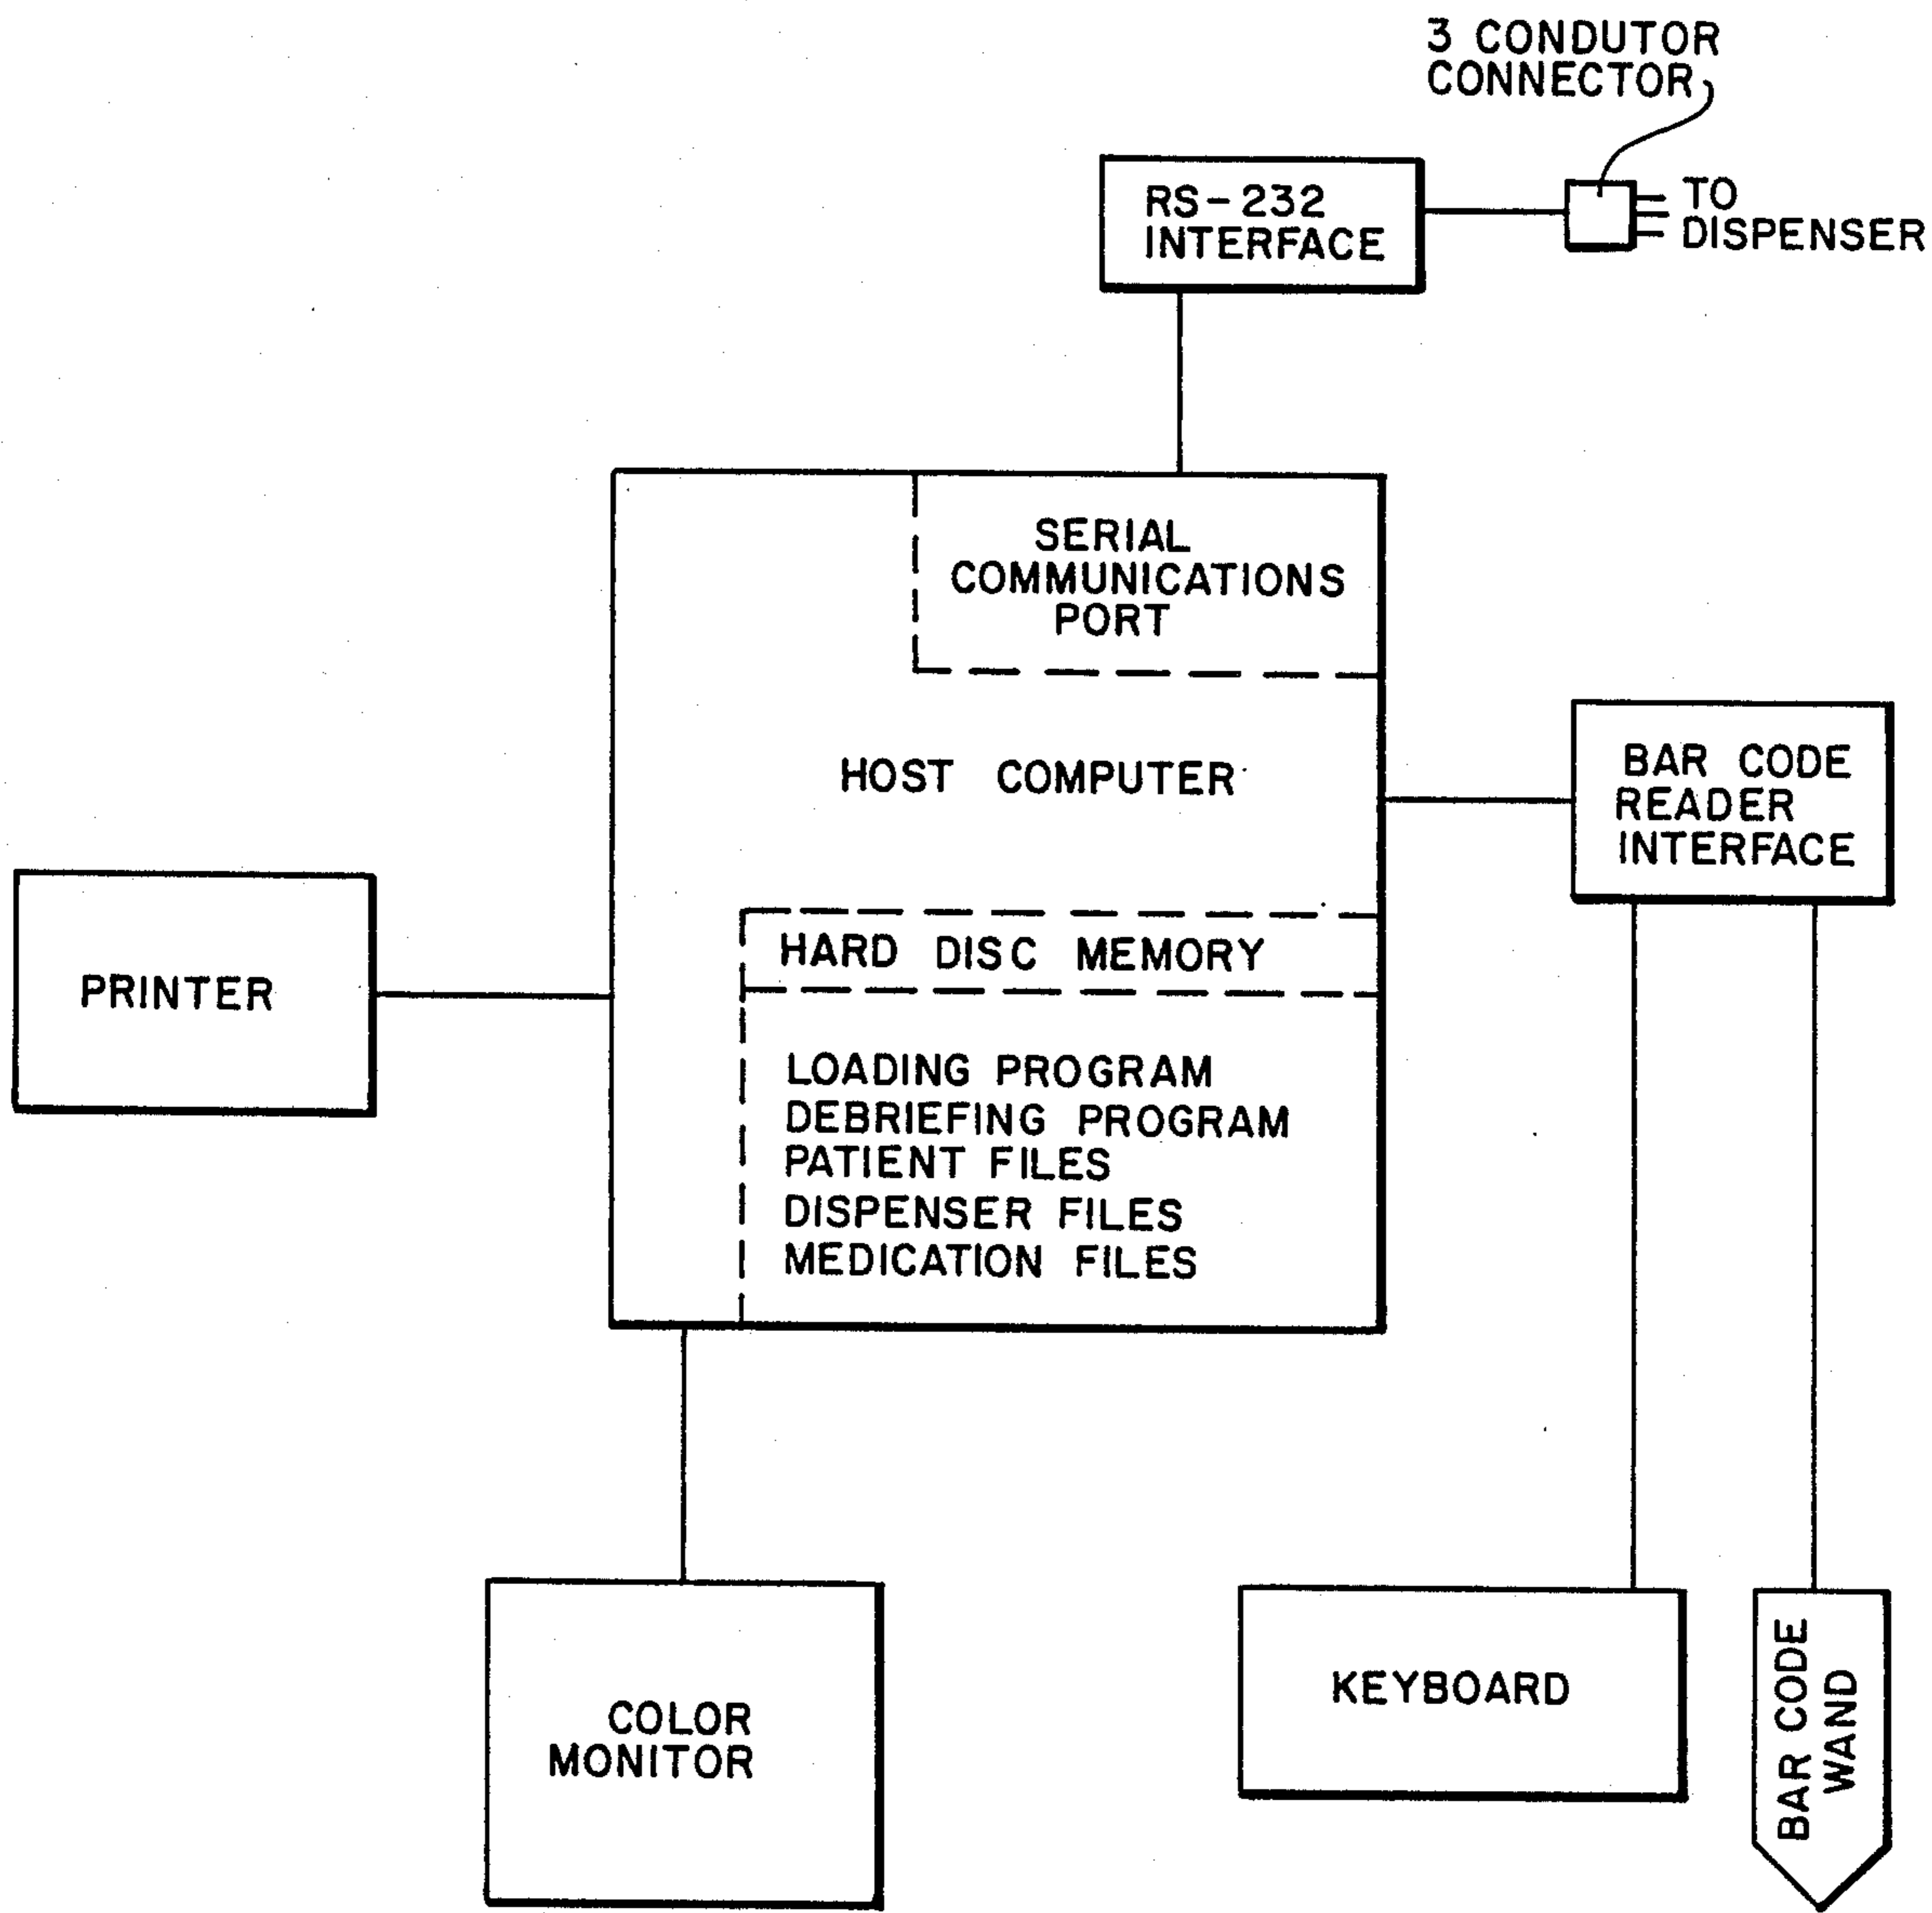 3 CONDUTOR
CONNECTOR
RS-232
INTERFACE
TO
DISPENSER
SERIAL
COMMUNICATIONS
PORT
HOST COMPUTER
BAR CODE
READER
INTERFACE
PRINTER
HARD DISC MEMORY
LOADING PROGRAM
DEBRIEFING PROGRAM
PATIENT FILES
DISPENSER FILES
MEDICATION FILES
COLOR
MONITOR
KEYBOARD
BAR CODE
WAND